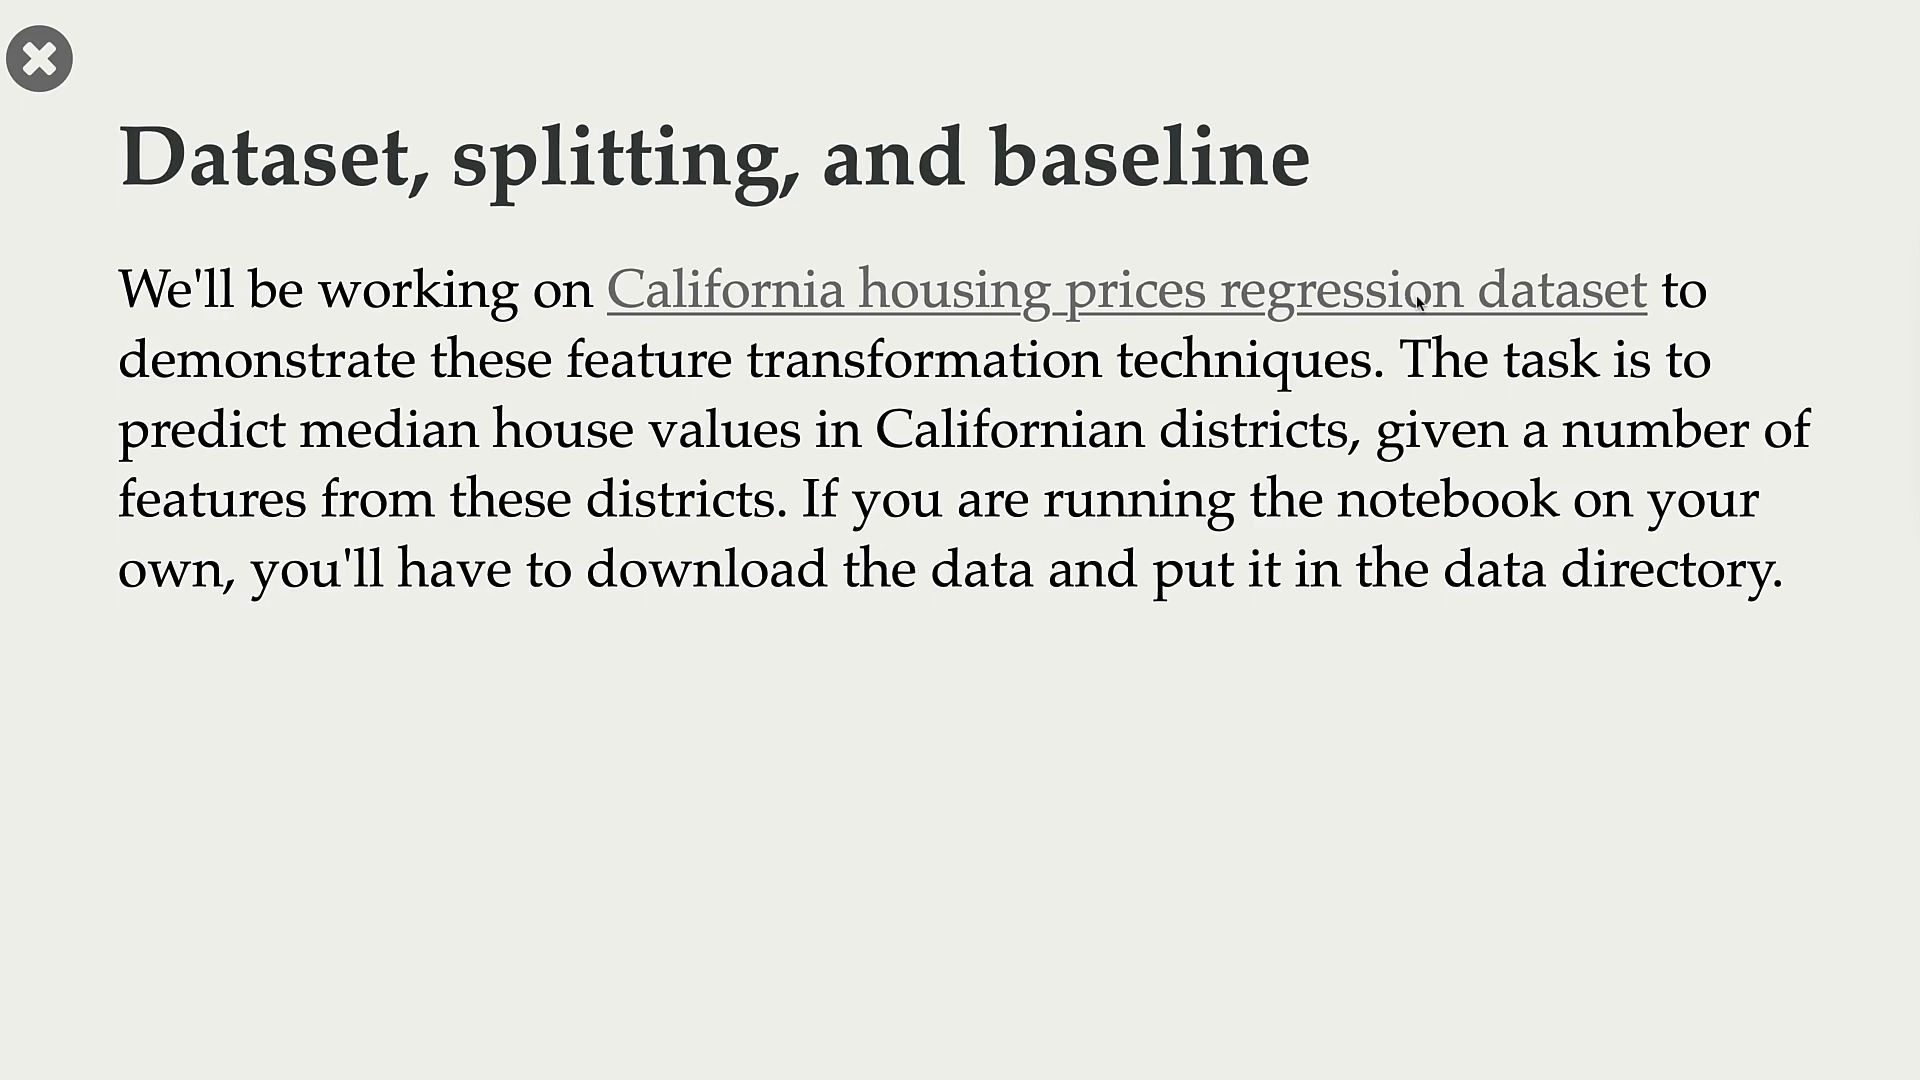 Dataset, splitting, and baseline
We'll be working on California housing prices regression dataset to
demonstrate these feature transformation techniques. The task is to
predict median house values in Californian districts, given a number of
features from these districts. If you are running the notebook on your
own, you'll have to download the data and put it in the data directory.